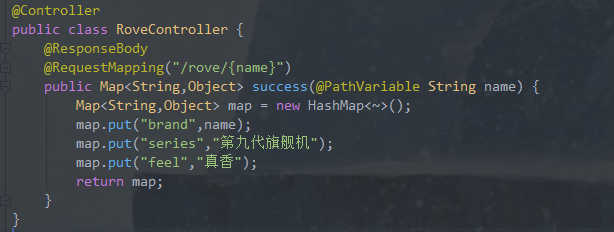 @Controller
public class RoveController {
@ResponseBody
@RequestMapping("/rove/{name}")
public Map<String,Object> success(@PathVariable String name) {
Map<String,Object> map = new HashMap<~>();
map.put("brand",name);
map.put("series","第九代旗舰机");
map.put("feel","真香");
return map;
}
}